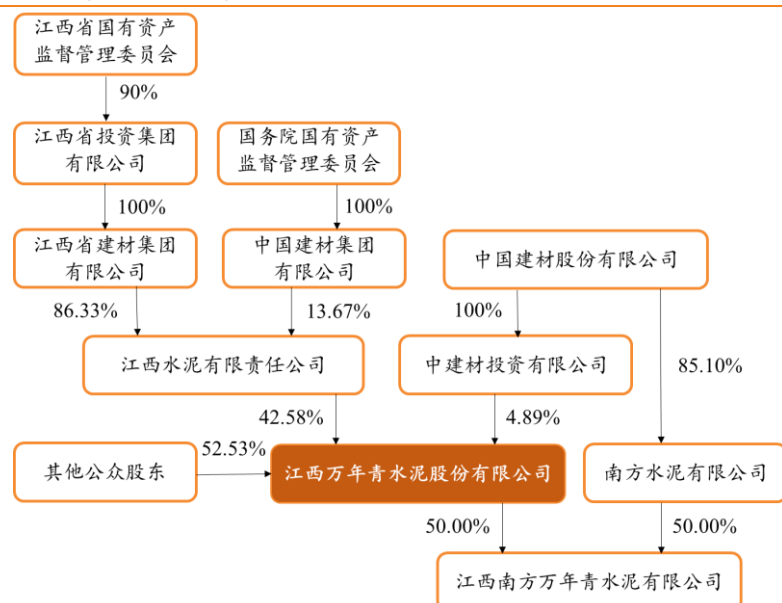 江西省国有资产
监督管理委员会
90%
江西省投资集团
有限公司
国务院国有资产
监督管理委员会
100%
100%
江西省建材集团
有限公司
中国建材集团
有限公司
中国建材股份有限公司
86.33%
13.67%
100%
江西水泥有限责任公司
中建材投资有限公司
85.10%
42.58%
4.89%
其他公众股东
52.53%
江西万年青水泥股份有限公司
南方水泥有限公司
50.00%
50.00%
江西南方万年青水泥有限公司